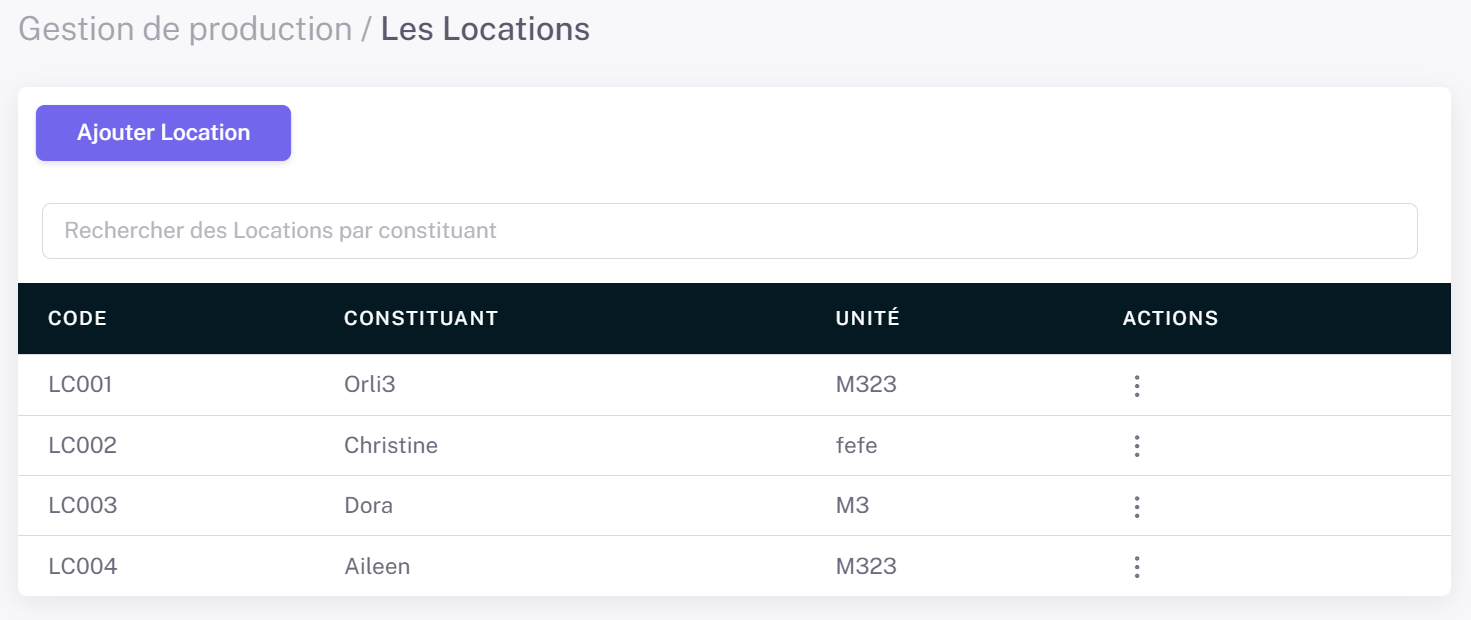 Gestion de production / Les Locations
Ajouter Location
Rechercher des Locations par constituant
CODE CONSTITUANT UNITÉ ACTIONS
LC001 Orli3 M323
LC002 Christine fefe
LC003 Dora M3
LC004 Aileen M323